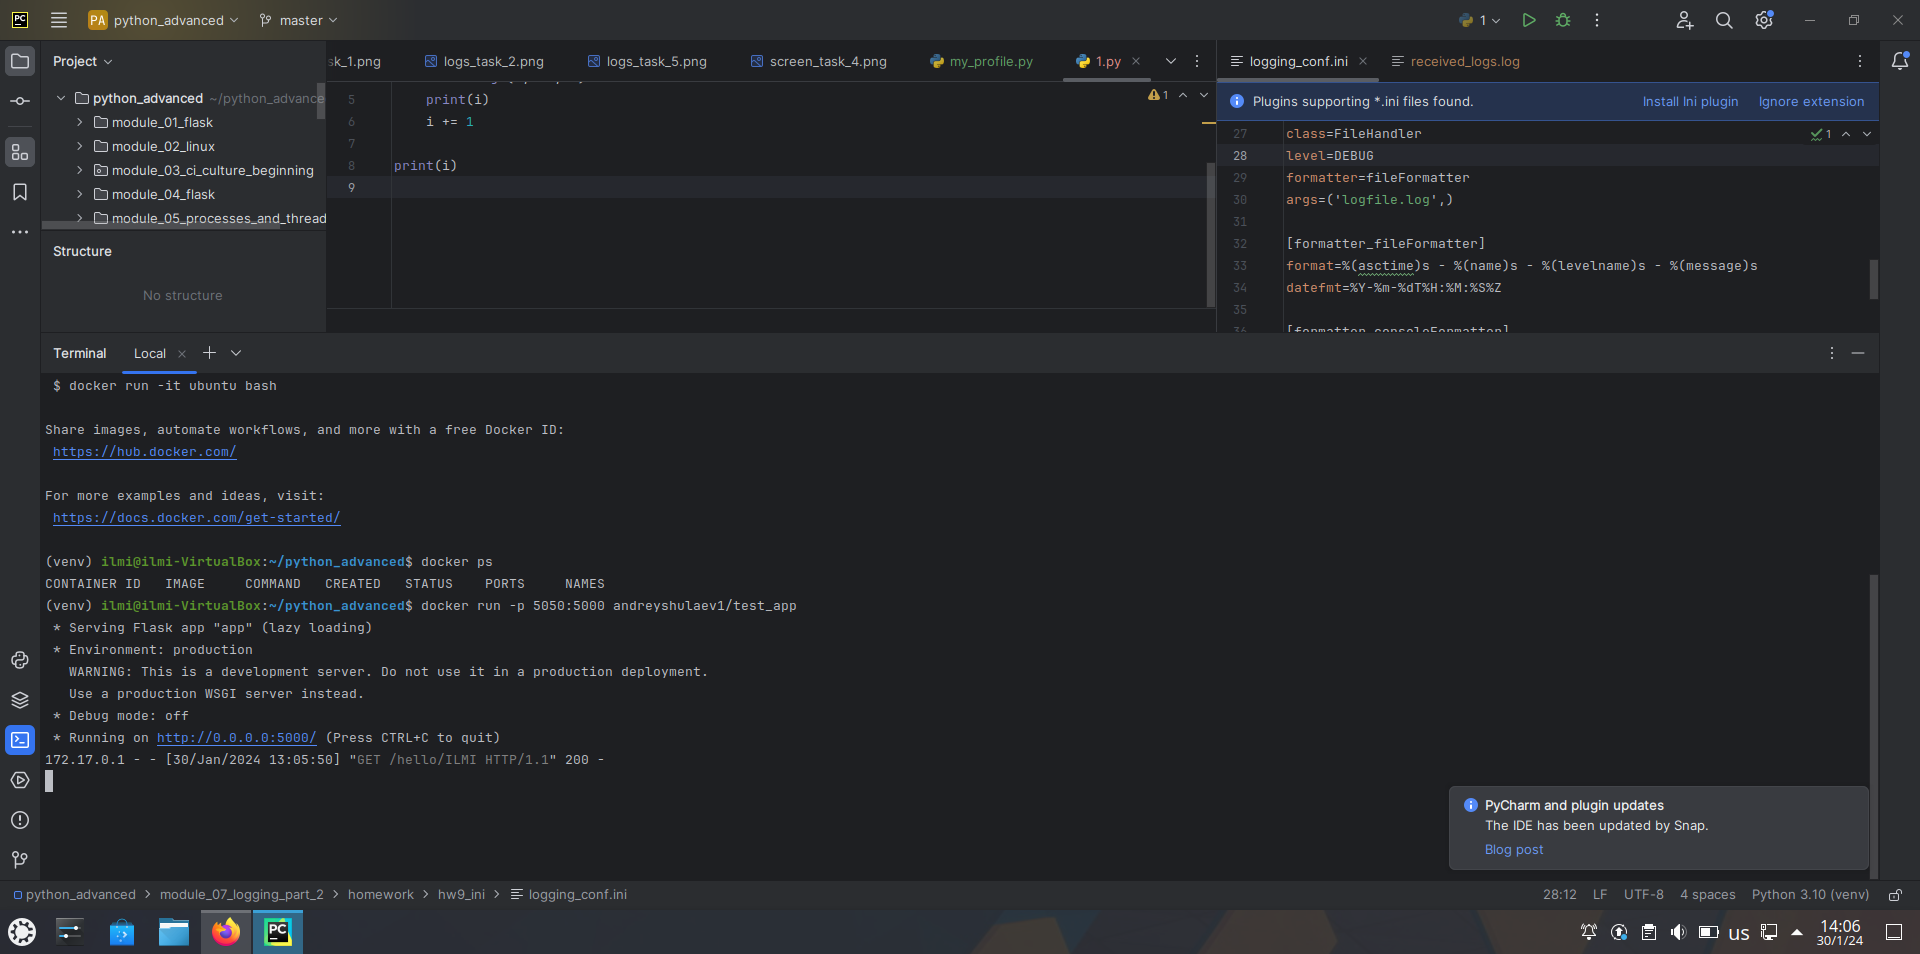 PC
PA python_advanced
master
1
Project
python_advanced ~/python_advance
module_01_flask
module_02_linux
module_03_ci_culture_beginning
module_04_flask
module_05_processes_and_thread
Structure
No structure
sk_1.png
logs_task_2.png
logs_task_5.png
screen_task_4.png
my_profile.py
1.py
1
5 print(i)
6 i += 1
7
8 print(i)
9
logging_conf.ini
received_logs.log
Plugins supporting *.ini files found.
Install Ini plugin
Ignore extension
1
27 class=FileHandler
28 level=DEBUG
29 formatter=fileFormatter
30 args=('logfile.log',)
31
32 [formatter_fileFormatter]
33 format=%(asctime)s - %(name)s - %(levelname)s - %(message)s
34 datefmt=%Y-%m-%dT%H:%M:%S%Z
35
36 [formatter_consoleFormatter]
Terminal
Local
$ docker run -it ubuntu bash
Share images, automate workflows, and more with a free Docker ID:
https://hub.docker.com/
For more examples and ideas, visit:
https://docs.docker.com/get-started/
(venv) ilmi@ilmi-VirtualBox:~/python_advanced$ docker ps
CONTAINER ID IMAGE COMMAND CREATED STATUS PORTS NAMES
(venv) ilmi@ilmi-VirtualBox:~/python_advanced$ docker run -p 5050:5000 andreyshulaev1/test_app
* Serving Flask app "app" (lazy loading)
* Environment: production
WARNING: This is a development server. Do not use it in a production deployment.
Use a production WSGI server instead.
* Debug mode: off
* Running on http://0.0.0.0:5000/ (Press CTRL+C to quit)
172.17.0.1 - - [30/Jan/2024 13:05:50] "GET /hello/ILMI HTTP/1.1" 200 -
PyCharm and plugin updates
The IDE has been updated by Snap.
Blog post
python_advanced > module_07_logging_part_2 > homework > hw9_ini > logging_conf.ini
28:12 LF UTF-8 4 spaces Python 3.10 (venv)
PC
us
14:06
30/1/24